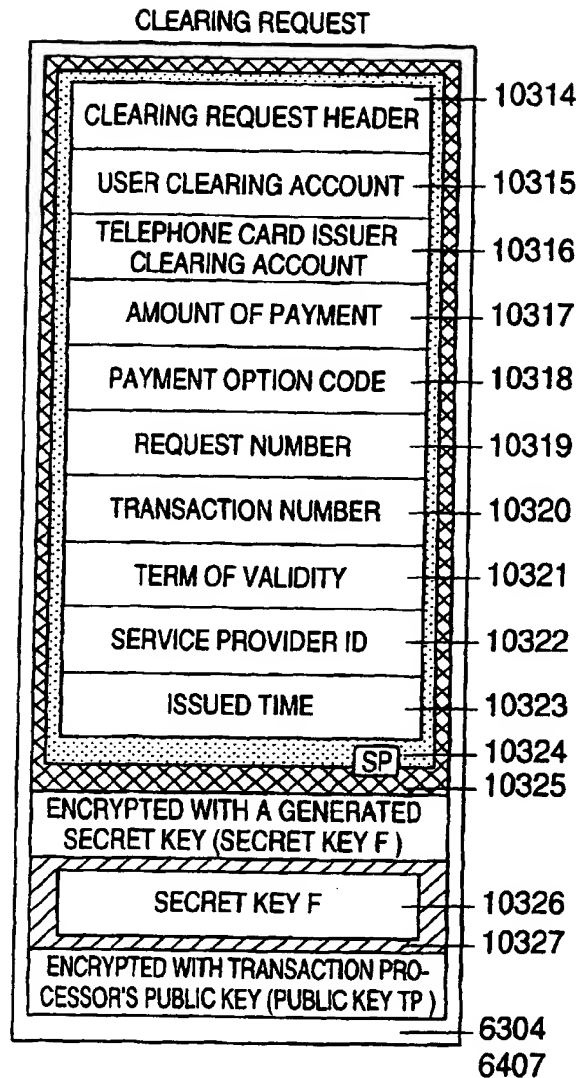 CLEARING REQUEST
CLEARING REQUEST HEADER
10314
USER CLEARING ACCOUNT
10315
TELEPHONE CARD ISSUER
CLEARING ACCOUNT
10316
AMOUNT OF PAYMENT
10317
PAYMENT OPTION CODE
10318
REQUEST NUMBER
10319
TRANSACTION NUMBER
10320
TERM OF VALIDITY
10321
SERVICE PROVIDER ID
10322
ISSUED TIME
10323
SP
10324
10325
ENCRYPTED WITH A GENERATED
SECRET KEY (SECRET KEY F )
SECRET KEY F
10326
10327
ENCRYPTED WITH TRANSACTION PRO-
CESSOR'S PUBLIC KEY (PUBLIC KEY TP )
6304
6407